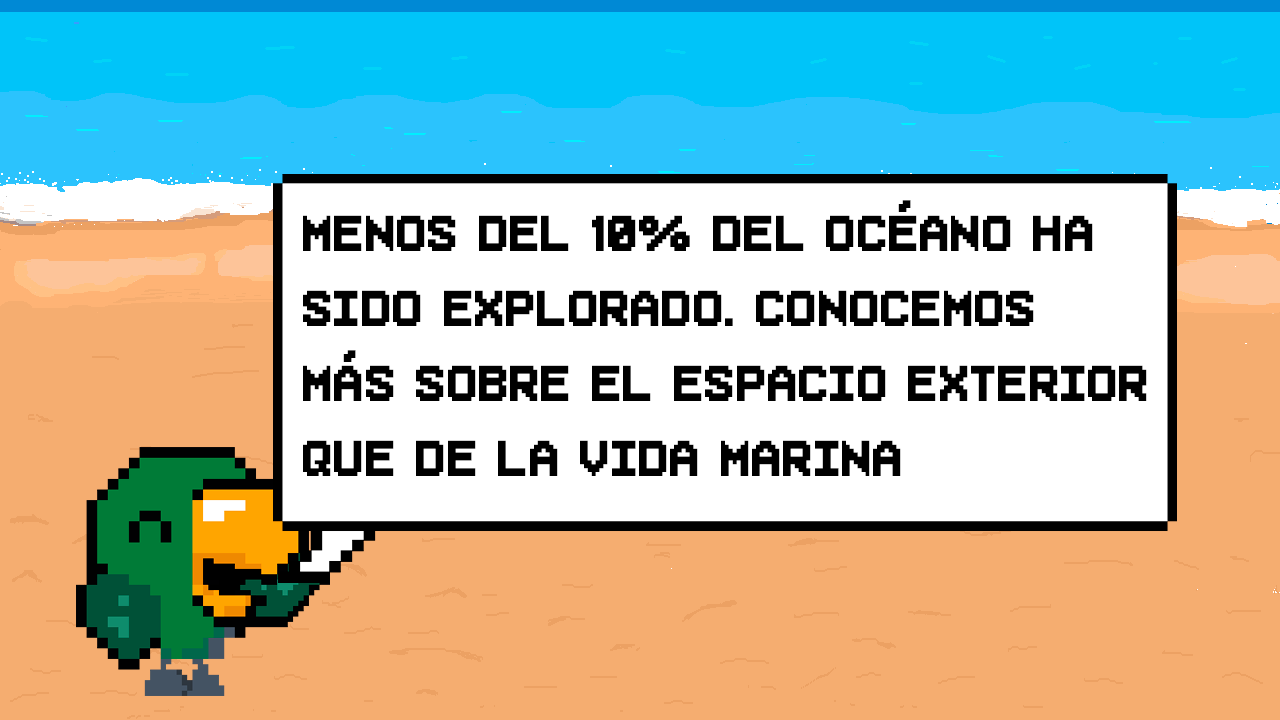 MENOS DEL 10% DEL OCÉANO HA
SIDO EXPLORADO. CONOCEMOS
MÁS SOBRE EL ESPACIO EXTERIOR
QUE DE LA VIDA MARINA